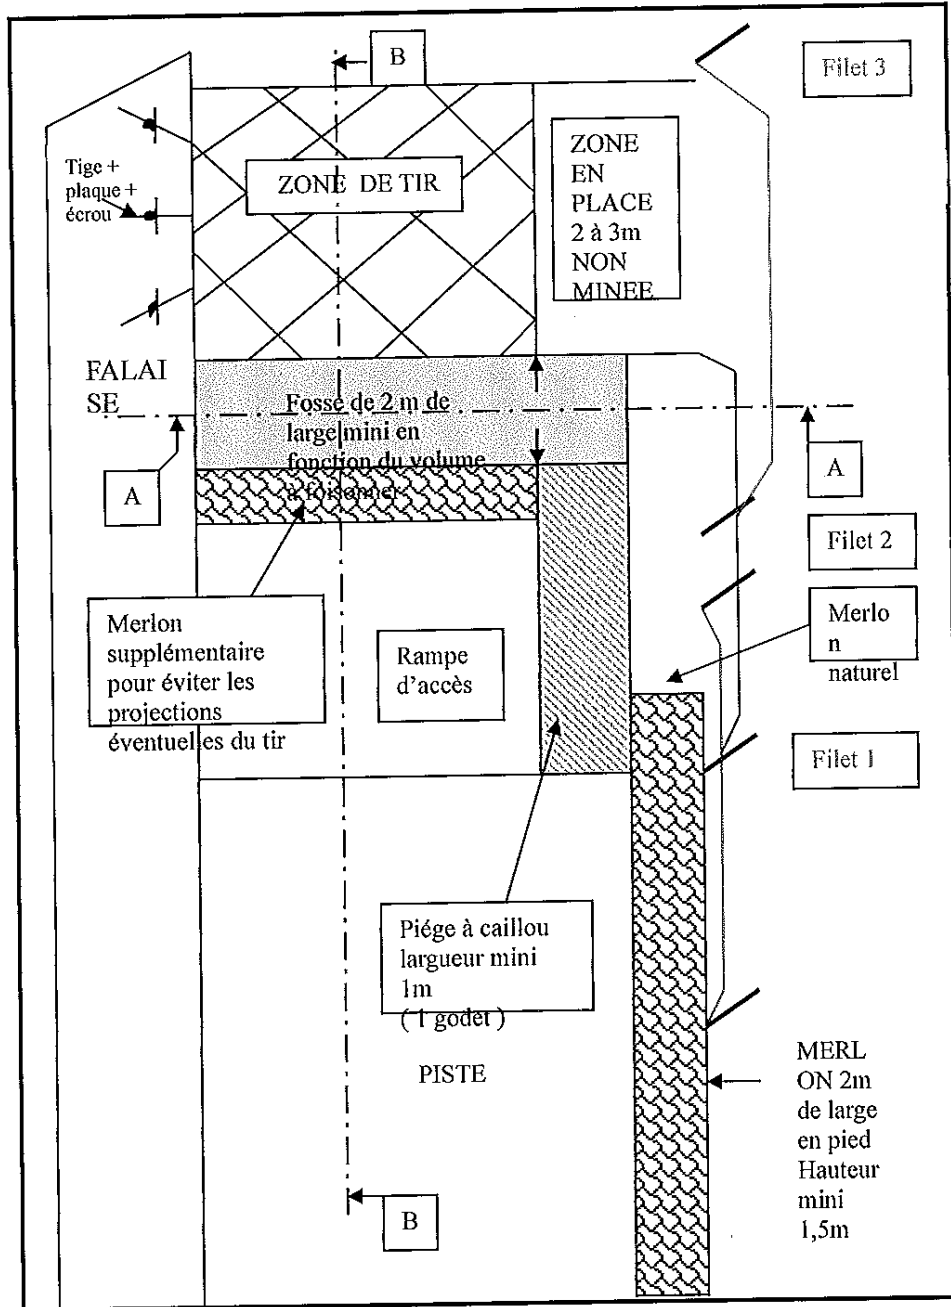 B
Filet 3
ZONE DE TIR
ZONE
EN
PLACE
2 à 3m
NON
MINEE
Tige +
plaque +
écrou
FALAI
SE
Fossé de 2 m de
large mini en
fonction du volume
à foisonner
A
A
Filet 2
Merlon
supplémentaire
pour éviter les
projections
éventuelles du tir
Rampe
d'accès
Merlo
n
naturel
Filet 1
Piége à caillou
largueur mini
1m
( 1 godet )
PISTE
MERL
ON 2m
de large
en pied
Hauteur
mini
1,5m
B